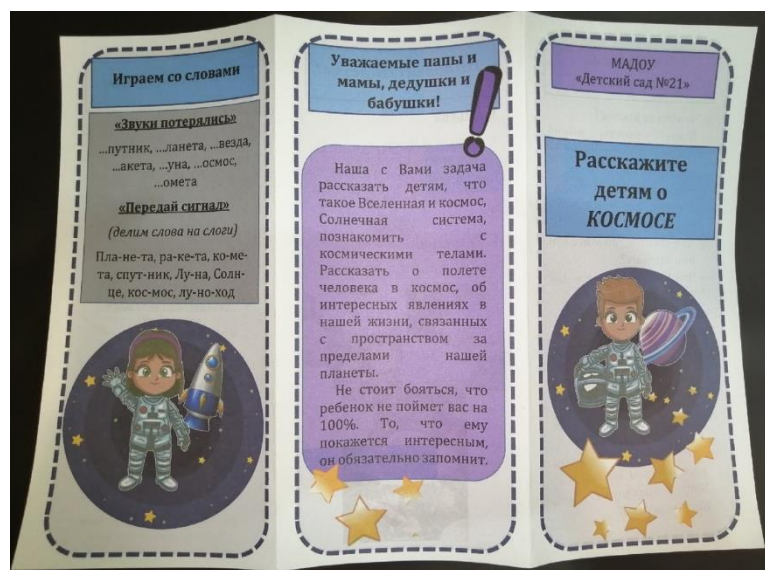 Играем со словами
«Звуки потерялись»
...путник, ...ланета, ...везда,
...акета, ...уна, ...осмос,
...омета
«Передай сигнал»
(делим слова на слоги)
Пла-не-та, ра-ке-та, ко-ме-
та, спут-ник, Лу-на, Солн-
це, кос-мос, лу-но-ход
Уважаемые папы и
мамы, дедушки и
бабушки!
Наша с Вами задача
рассказать детям, что
такое Вселенная и космос,
Солнечная система,
познакомить с
космическими телами.
Рассказать о полете
человека в космос, об
интересных явлениях в
нашей жизни, связанных
с пространством за
пределами нашей
планеты.
Не стоит бояться, что
ребенок не поймет вас на
100%. То, что ему
покажется интересным,
он обязательно запомнит.
МАДОУ
«Детский сад №21»
Расскажите
детям о
КОСМОСЕ